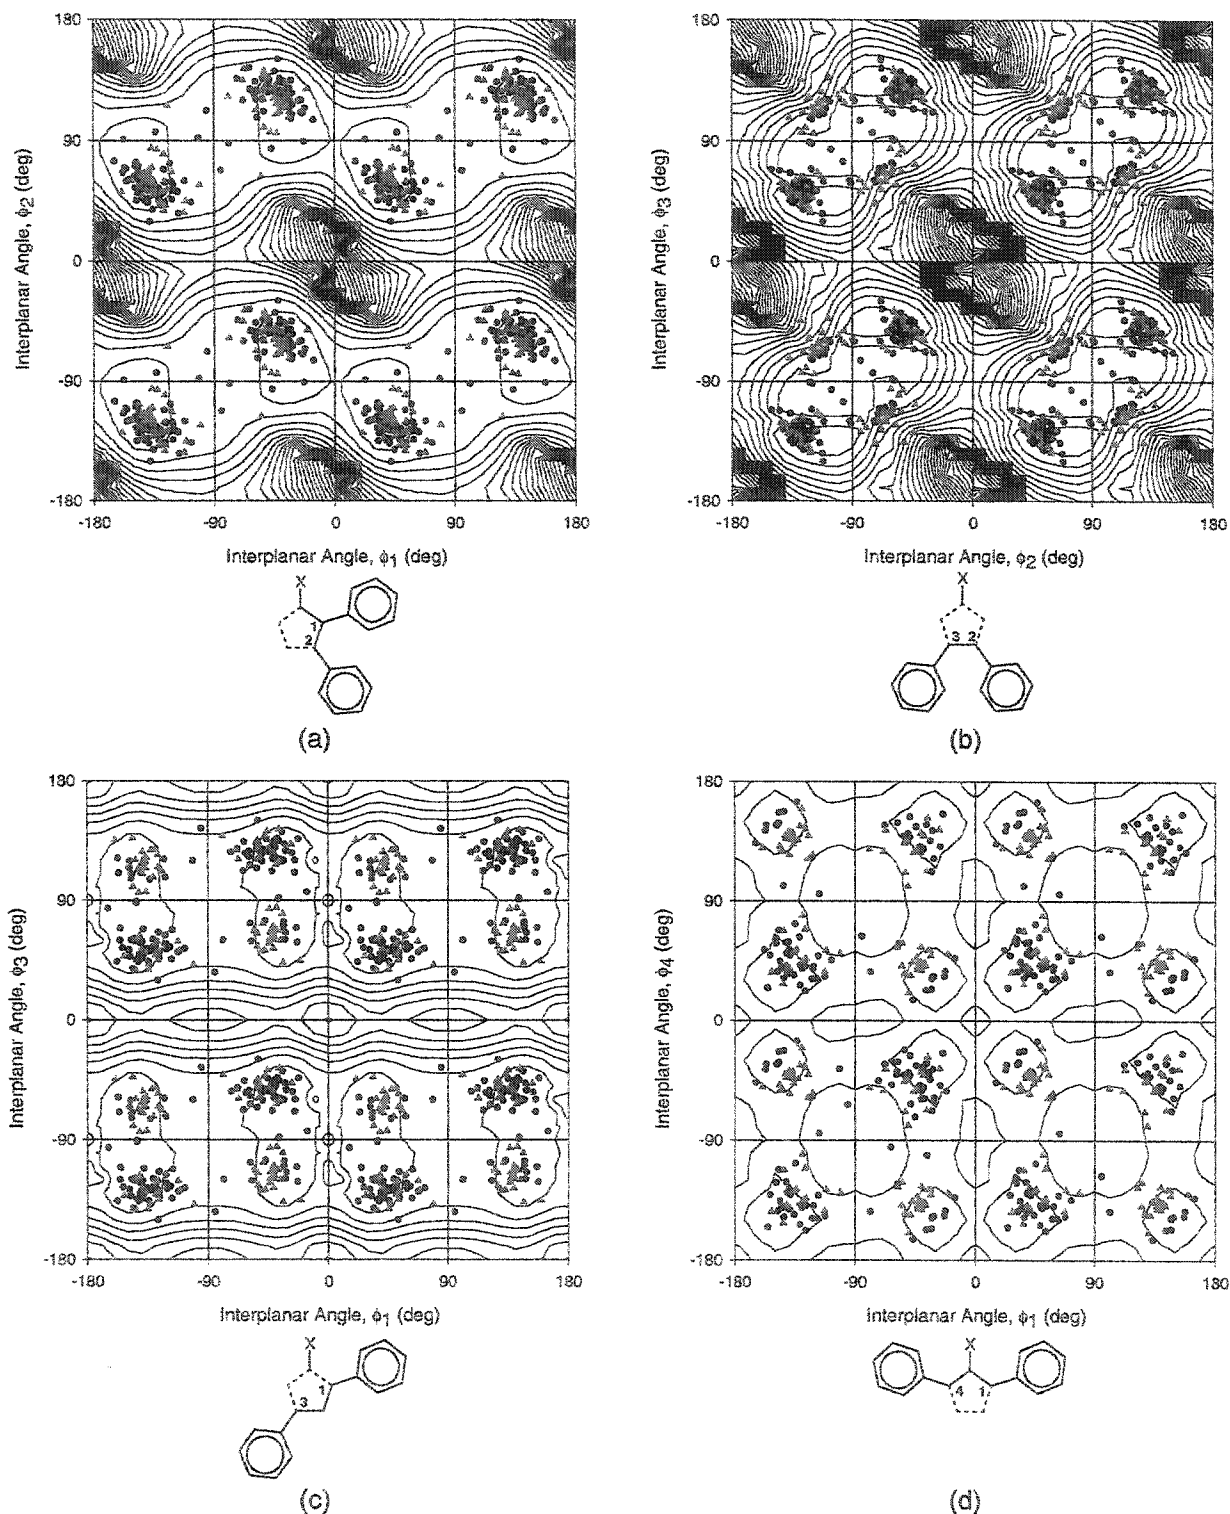 180
90
0
-90
-180
Interplanar Angle, ϕ2 (deg)
-180
-90
0
90
180
Interplanar Angle, ϕ1 (deg)
X
1
2
(a)
180
90
0
-90
-180
Interplanar Angle, ϕ3 (deg)
-180
-90
0
90
180
Interplanar Angle, ϕ2 (deg)
X
3 2
(b)
180
90
0
-90
-180
Interplanar Angle, ϕ3 (deg)
-180
-90
0
90
180
Interplanar Angle, ϕ1 (deg)
X
1
3
(c)
180
90
0
-90
-180
Interplanar Angle, ϕ4 (deg)
-180
-90
0
90
180
Interplanar Angle, ϕ1 (deg)
X
4 1
(d)